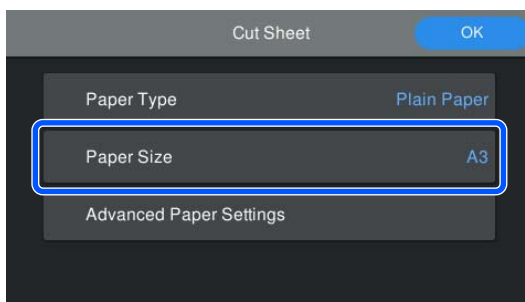 Cut Sheet OK
Paper Type Plain Paper
Paper Size A3
Advanced Paper Settings